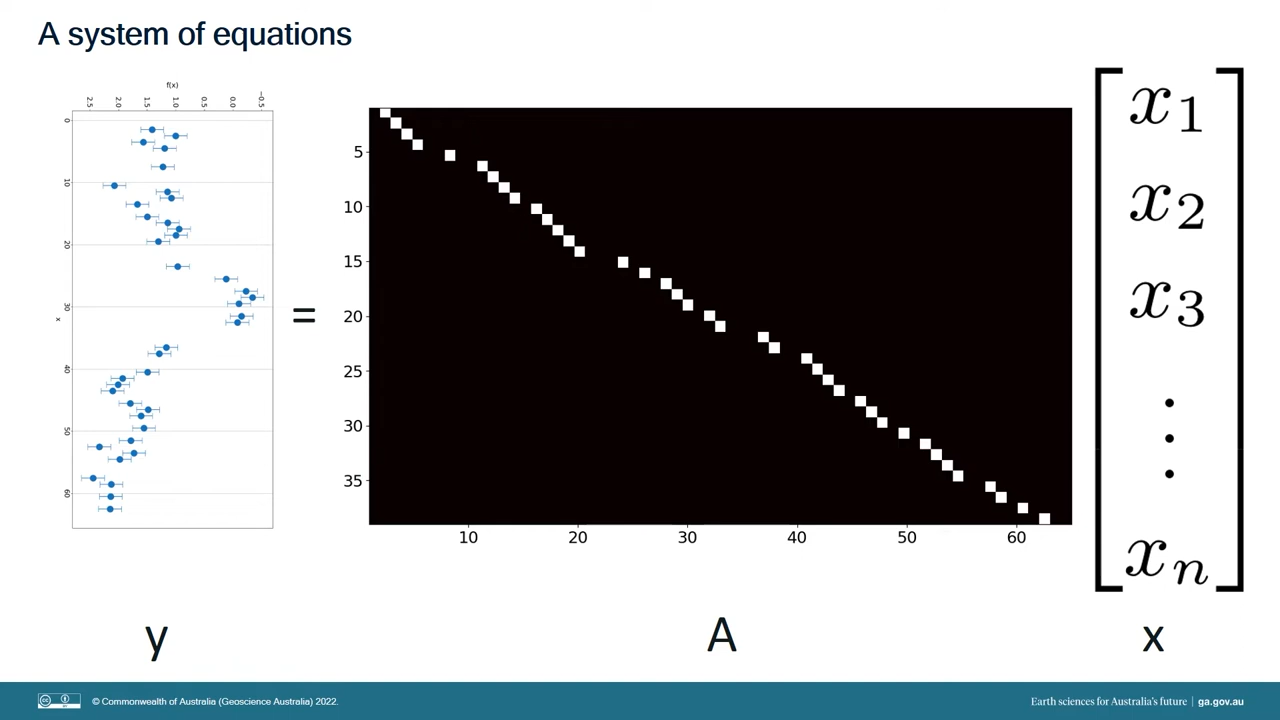 A system of equations
f(x)
2.5 2.0 1.5 1.0 0.5 0.0 −0.5
0
10
20
30
40
50
60
x
=
5
10
15
20
25
30
35
10 20 30 40 50 60
x1
x2
x3
xn
y A x
cc BY
© Commonwealth of Australia (Geoscience Australia) 2022.
Earth sciences for Australia's future | ga.gov.au